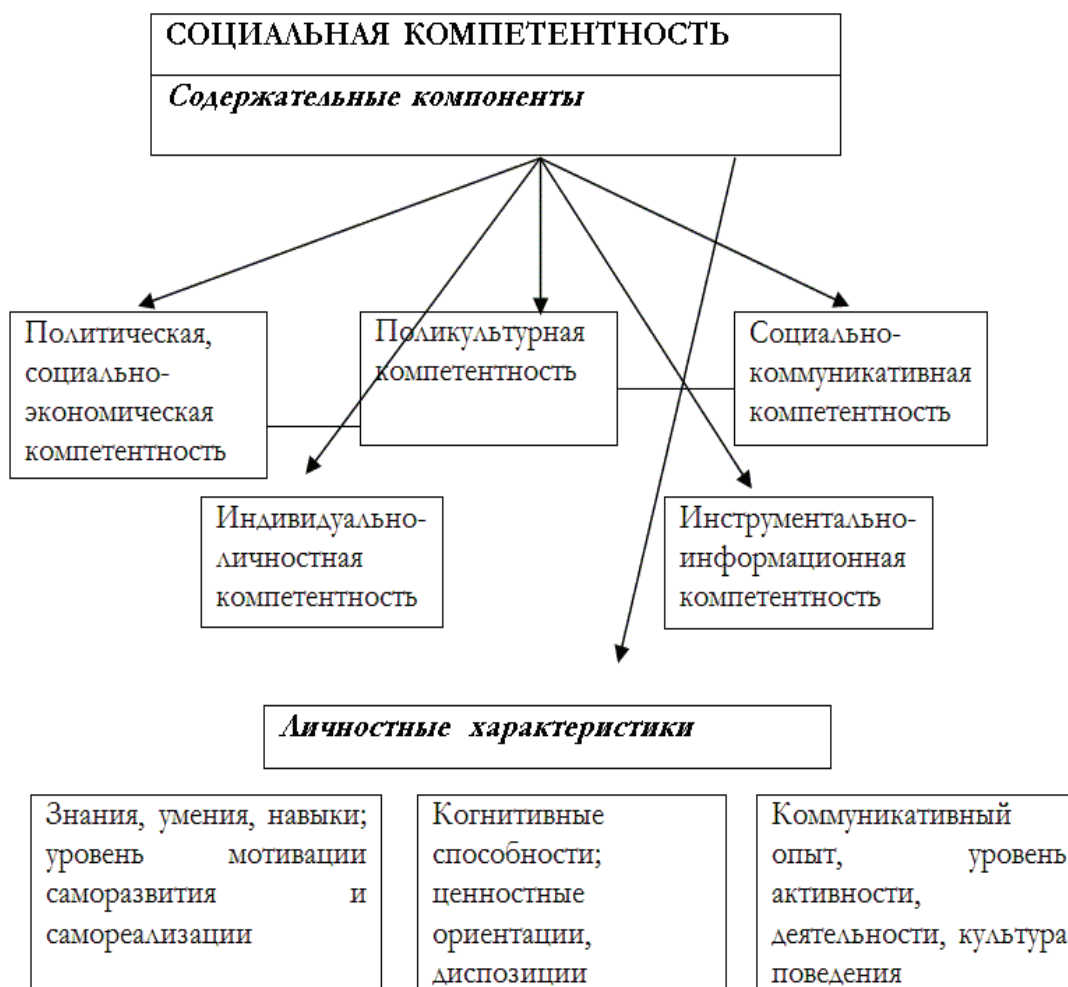 СОЦИАЛЬНАЯ КОМПЕТЕНТНОСТЬ
Содержательные компоненты
Политическая,
социально-
экономическая
компетентность
Поликультурная
компетентность
Социально-
коммуникативная
компетентность
Индивидуально-
личностная
компетентность
Инструментально-
информационная
компетентность
Личностные характеристики
Знания, умения, навыки;
уровень мотивации
саморазвития и
самореализации
Когнитивные
способности;
ценностные
ориентации,
диспозиции
Коммуникативный
опыт, уровень
активности,
деятельности, культура
поведения